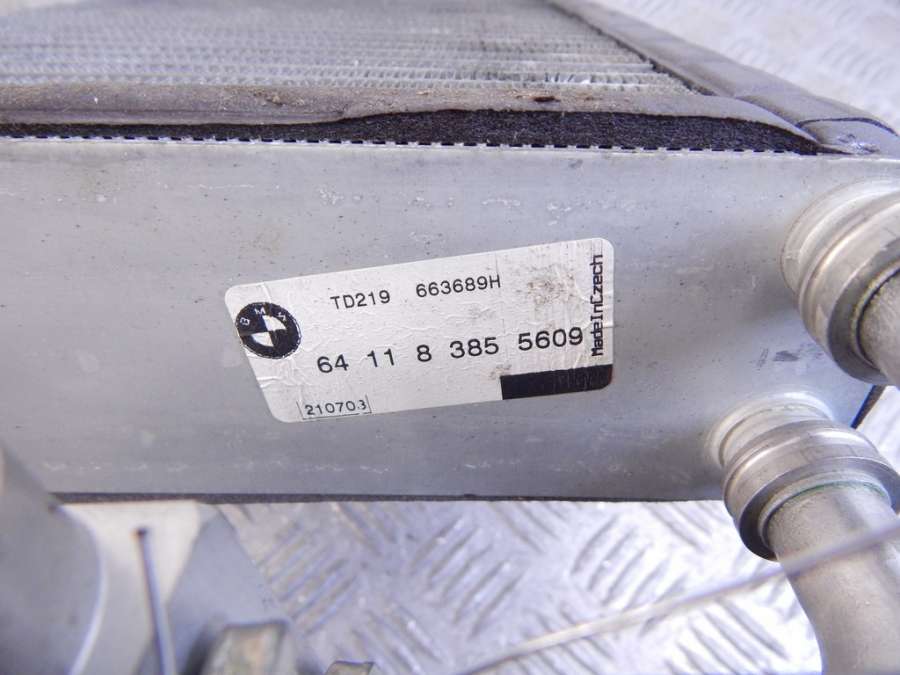 TD219 663689H
BMW
64 11 8 385 5609
MadeInCzech
210703